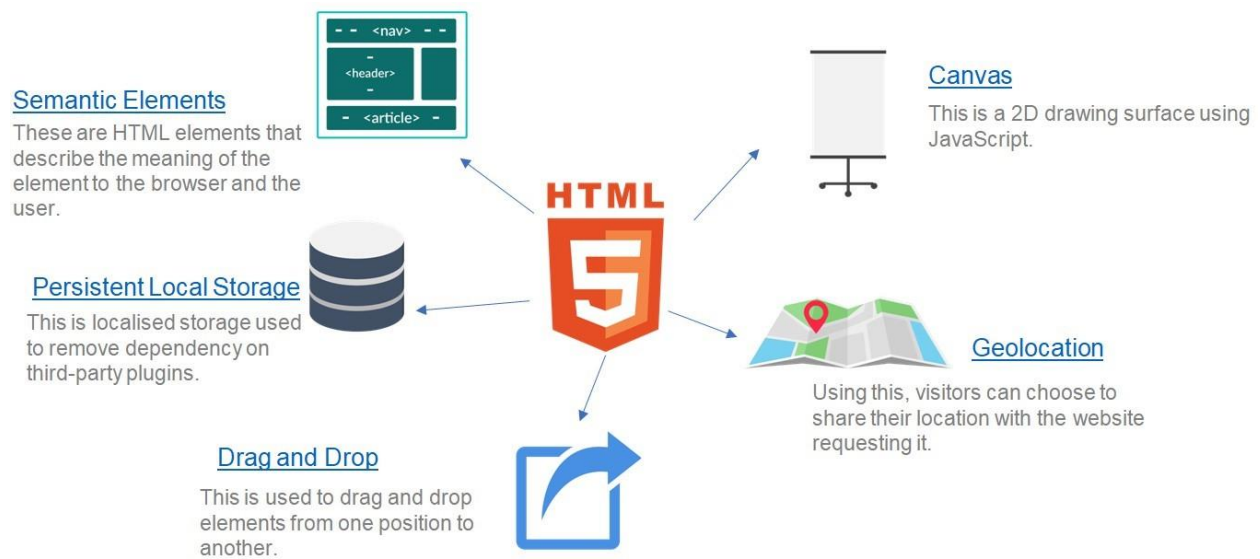 - - <nav> - -
-
<header>
-
- <article> -
Semantic Elements
These are HTML elements that
describe the meaning of the
element to the browser and the
user.
Canvas
This is a 2D drawing surface using
JavaScript.
HTML
5
Persistent Local Storage
This is localised storage used
to remove dependency on
third-party plugins.
Geolocation
Using this, visitors can choose to
share their location with the website
requesting it.
Drag and Drop
This is used to drag and drop
elements from one position to
another.